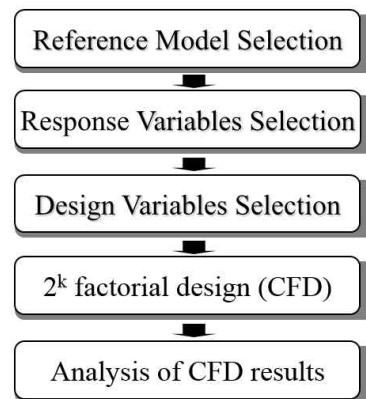 Reference Model Selection
Response Variables Selection
Design Variables Selection
2ᵏ factorial design (CFD)
Analysis of CFD results